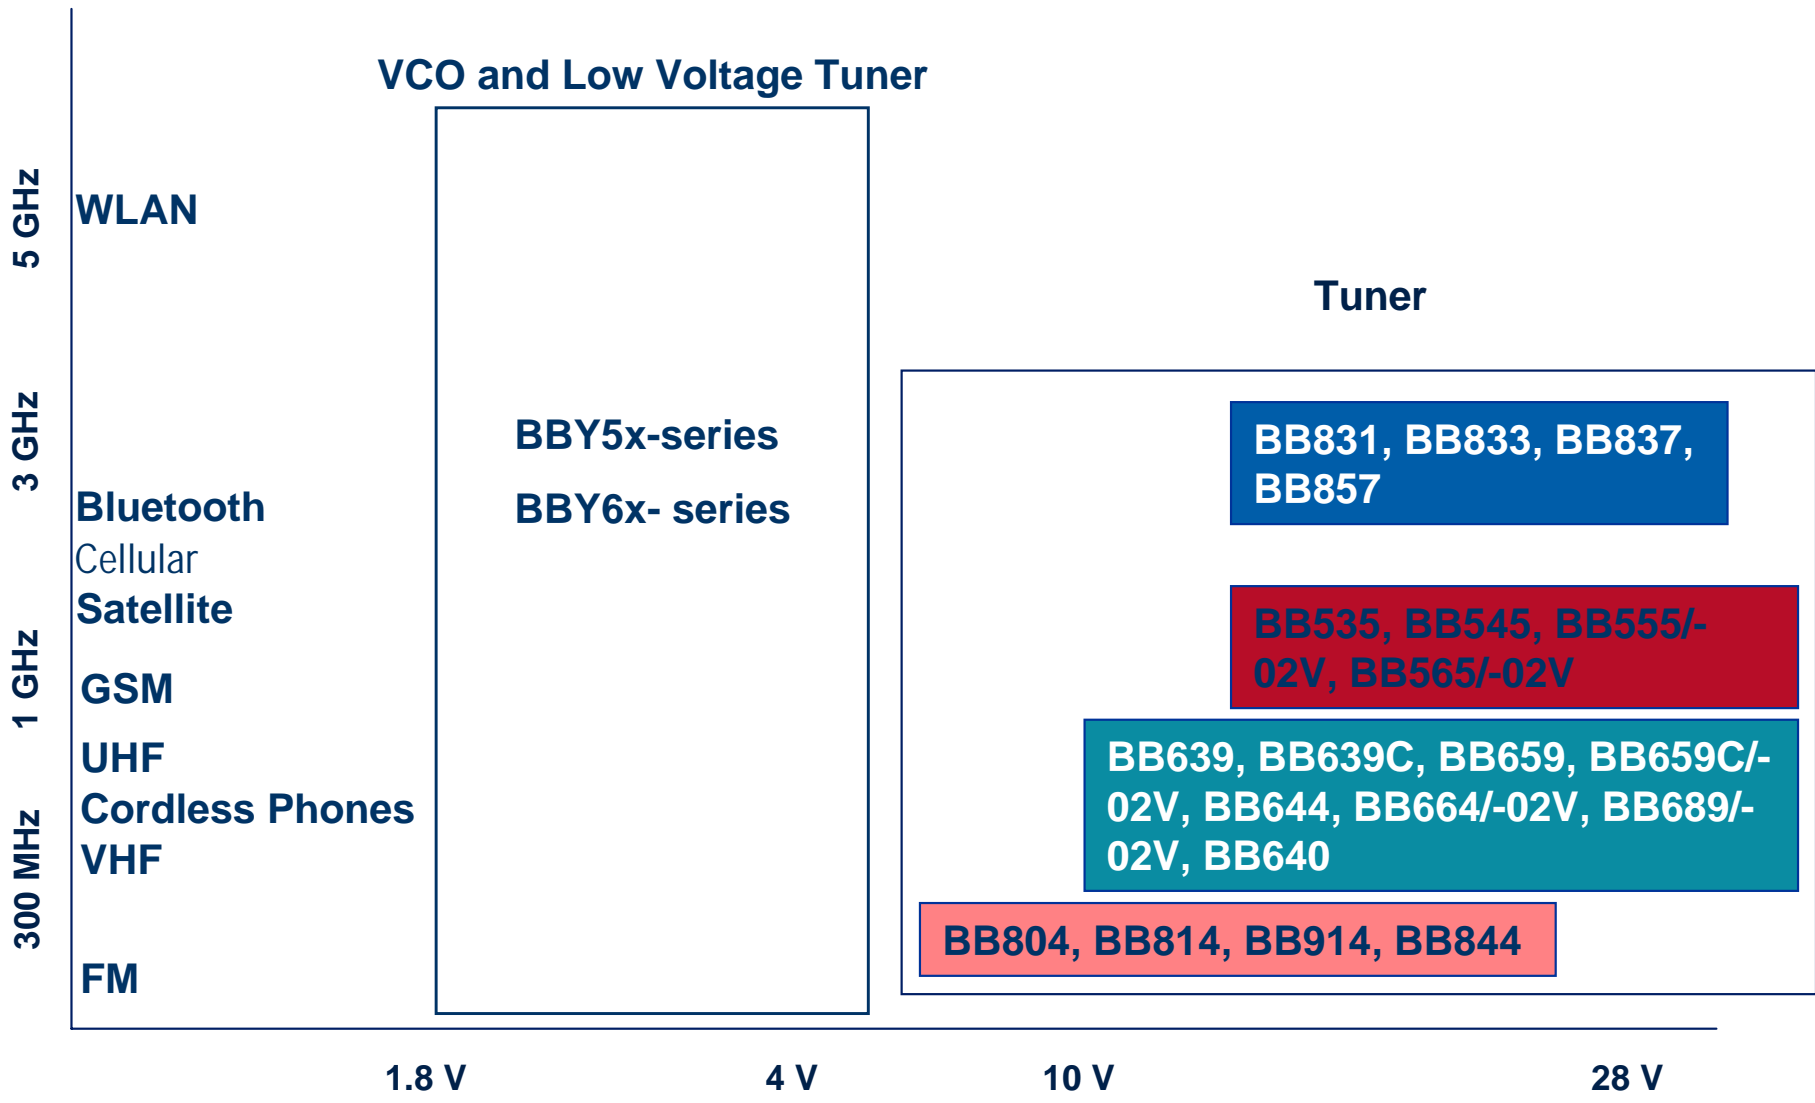 VCO and Low Voltage Tuner
5 GHz
WLAN
Tuner
3 GHz
BBY5x-series
BB831, BB833, BB837,
BB857
Bluetooth
BBY6x- series
Cellular
Satellite
BB535, BB545, BB555/-
02V, BB565/-02V
1 GHz
GSM
UHF
BB639, BB639C, BB659, BB659C/-
02V, BB644, BB664/-02V, BB689/-
02V, BB640
Cordless Phones
VHF
300 MHz
BB804, BB814, BB914, BB844
FM
1.8 V
4 V
10 V
28 V